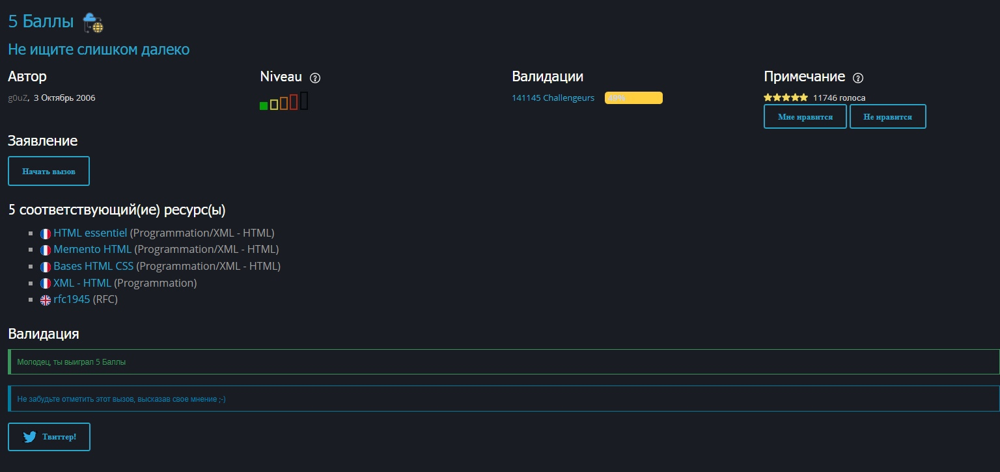 5 Баллы
Не ищите слишком далеко
Автор
Niveau ?
Валидации
Примечание ?
g0uZ, 3 Октябрь 2006
141145 Challengeurs 49%
11746 голоса
Мне нравится Не нравится
Заявление
Начать вызов
5 соответствующий(ие) ресурс(ы)
HTML essentiel (Programmation/XML - HTML)
Memento HTML (Programmation/XML - HTML)
Bases HTML CSS (Programmation/XML - HTML)
XML - HTML (Programmation)
rfc1945 (RFC)
Валидация
Молодец, ты выиграл 5 Баллы
Не забудьте отметить этот вызов, высказав свое мнение ;-)
Твиттер!